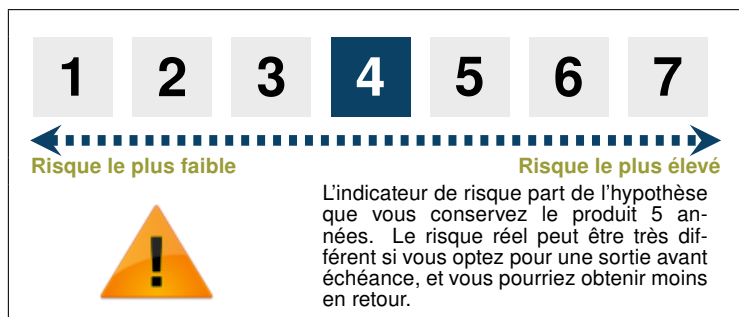 1 2 3 4 5 6 7
Risque le plus faible Risque le plus élevé
L'indicateur de risque part de l'hypothèse
que vous conservez le produit 5 an-
nées. Le risque réel peut être très dif-
férent si vous optez pour une sortie avant
échéance, et vous pourriez obtenir moins
en retour.